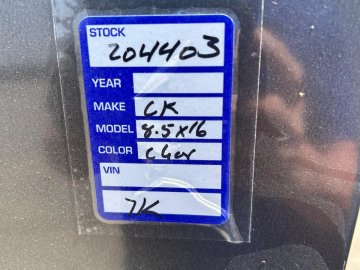 STOCK
204403
YEAR
MAKE CK
MODEL 8.5x16
COLOR Char
VIN
7K